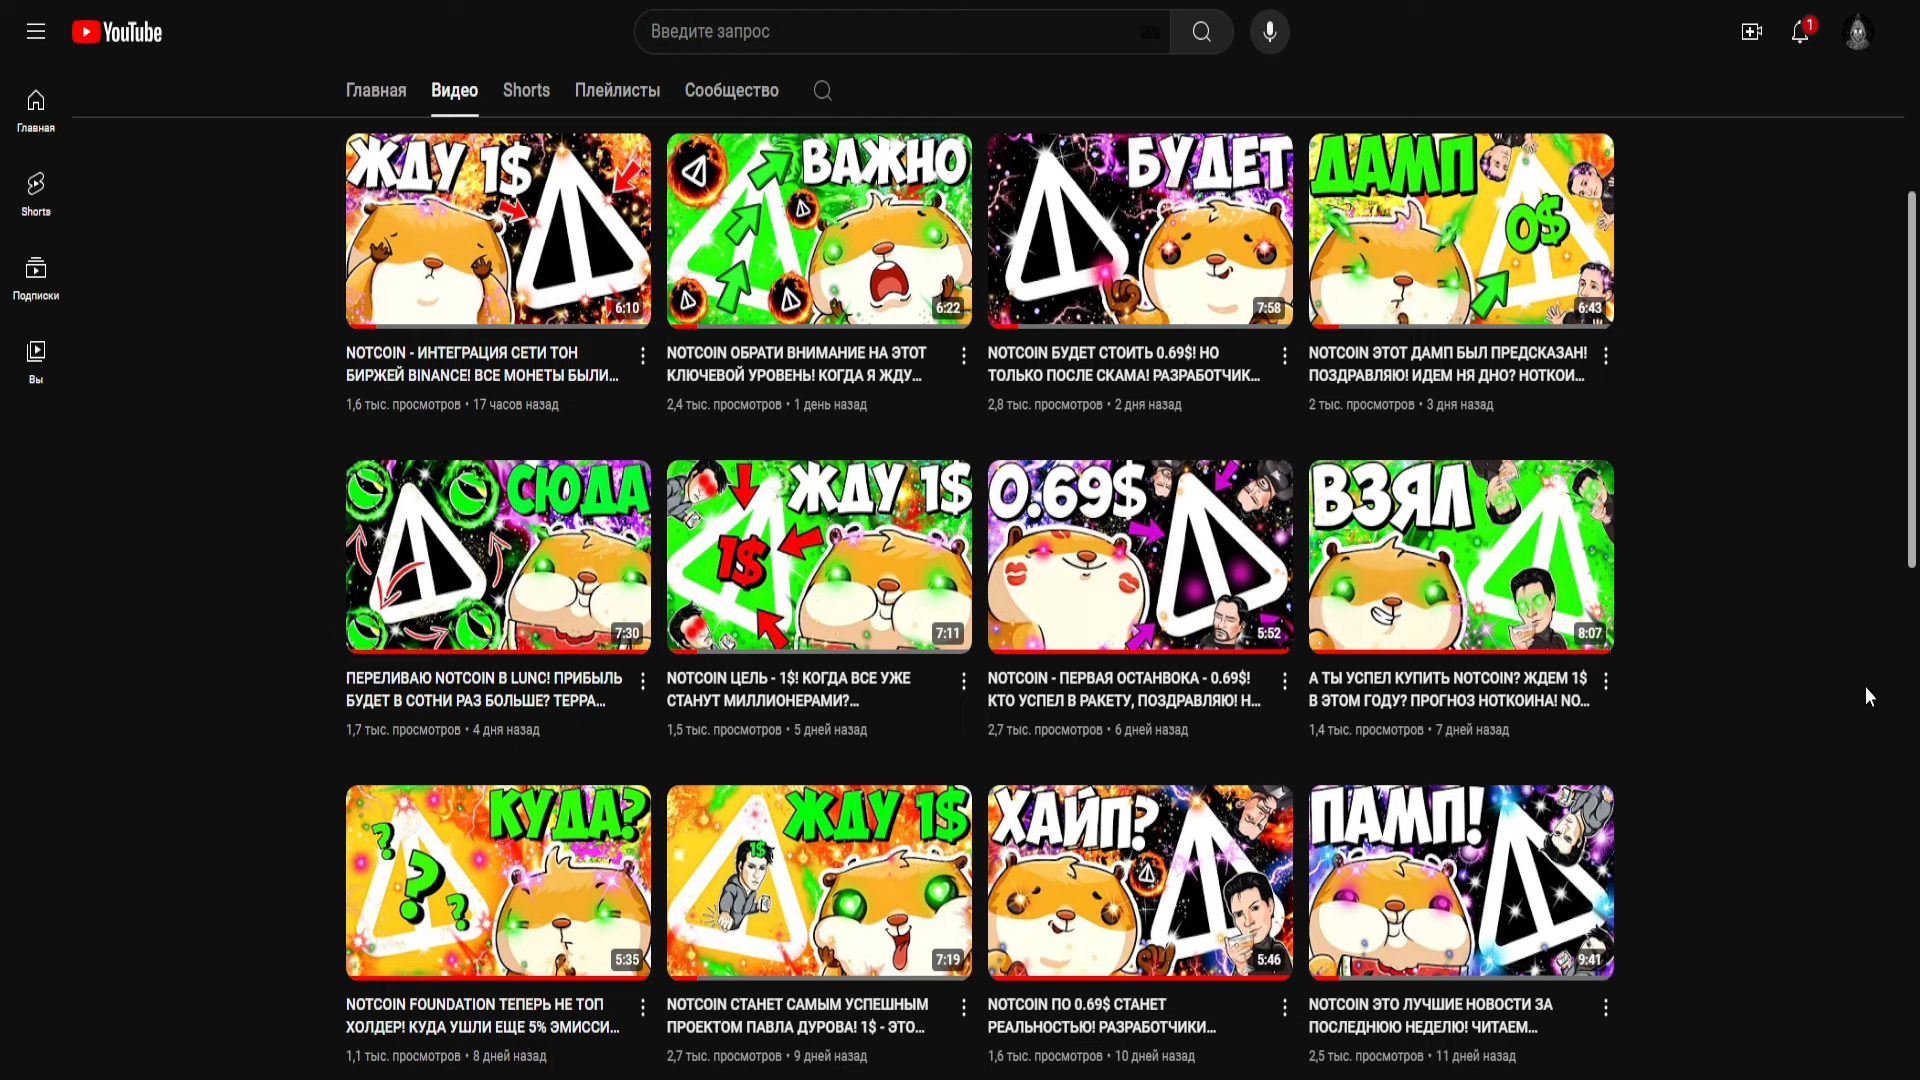 YouTube
Введите запрос
1
Главная
Shorts
Подписки
Вы
Главная Видео Shorts Плейлисты Сообщество
ЖДУ 1$
6:10
NOTCOIN - ИНТЕГРАЦИЯ СЕТИ ТОН
БИРЖЕЙ BINANCE! ВСЕ МОНЕТЫ БЫЛИ...
1,6 тыс. просмотров • 17 часов назад
ВАЖНО
6:22
NOTCOIN ОБРАТИ ВНИМАНИЕ НА ЭТОТ
КЛЮЧЕВОЙ УРОВЕНЬ! КОГДА Я ЖДУ...
2,4 тыс. просмотров • 1 день назад
БУДЕТ
7:58
NOTCOIN БУДЕТ СТОИТЬ 0.69$! НО
ТОЛЬКО ПОСЛЕ СКАМА! РАЗРАБОТЧИК...
2,8 тыс. просмотров • 2 дня назад
ДАМП
0$
6:43
NOTCOIN ЭТОТ ДАМП БЫЛ ПРЕДСКАЗАН!
ПОЗДРАВЛЯЮ! ИДЕМ НЯ ДНО? НОТКОИ...
2 тыс. просмотров • 3 дня назад
СЮДА
7:30
ПЕРЕЛИВАЮ NOTCOIN В LUNC! ПРИБЫЛЬ
БУДЕТ В СОТНИ РАЗ БОЛЬШЕ? ТЕРРА...
1,7 тыс. просмотров • 4 дня назад
ЖДУ 1$
1$
7:11
NOTCOIN ЦЕЛЬ - 1$! КОГДА ВСЕ УЖЕ
СТАНУТ МИЛЛИОНЕРАМИ?...
1,5 тыс. просмотров • 5 дней назад
0.69$
5:52
NOTCOIN - ПЕРВАЯ ОСТАНВОКА - 0.69$!
КТО УСПЕЛ В РАКЕТУ, ПОЗДРАВЛЯЮ! Н...
2,7 тыс. просмотров • 6 дней назад
ВЗЯЛ
8:07
А ТЫ УСПЕЛ КУПИТЬ NOTCOIN? ЖДЕМ 1$
В ЭТОМ ГОДУ? ПРОГНОЗ НОТКОИНА! NO...
1,4 тыс. просмотров • 7 дней назад
КУДА?
? ? ?
5:35
NOTCOIN FOUNDATION ТЕПЕРЬ НЕ ТОП
ХОЛДЕР! КУДА УШЛИ ЕЩЕ 5% ЭМИССИ...
1,1 тыс. просмотров • 8 дней назад
ЖДУ 1$
1$
7:19
NOTCOIN СТАНЕТ САМЫМ УСПЕШНЫМ
ПРОЕКТОМ ПАВЛА ДУРОВА! 1$ - ЭТО...
2,7 тыс. просмотров • 9 дней назад
ХАЙП?
5:46
NOTCOIN ПО 0.69$ СТАНЕТ
РЕАЛЬНОСТЬЮ! РАЗРАБОТЧИКИ...
1,6 тыс. просмотров • 10 дней назад
ПАМП!
9:41
NOTCOIN ЭТО ЛУЧШИЕ НОВОСТИ ЗА
ПОСЛЕДНЮЮ НЕДЕЛЮ! ЧИТАЕМ...
2,5 тыс. просмотров • 11 дней назад